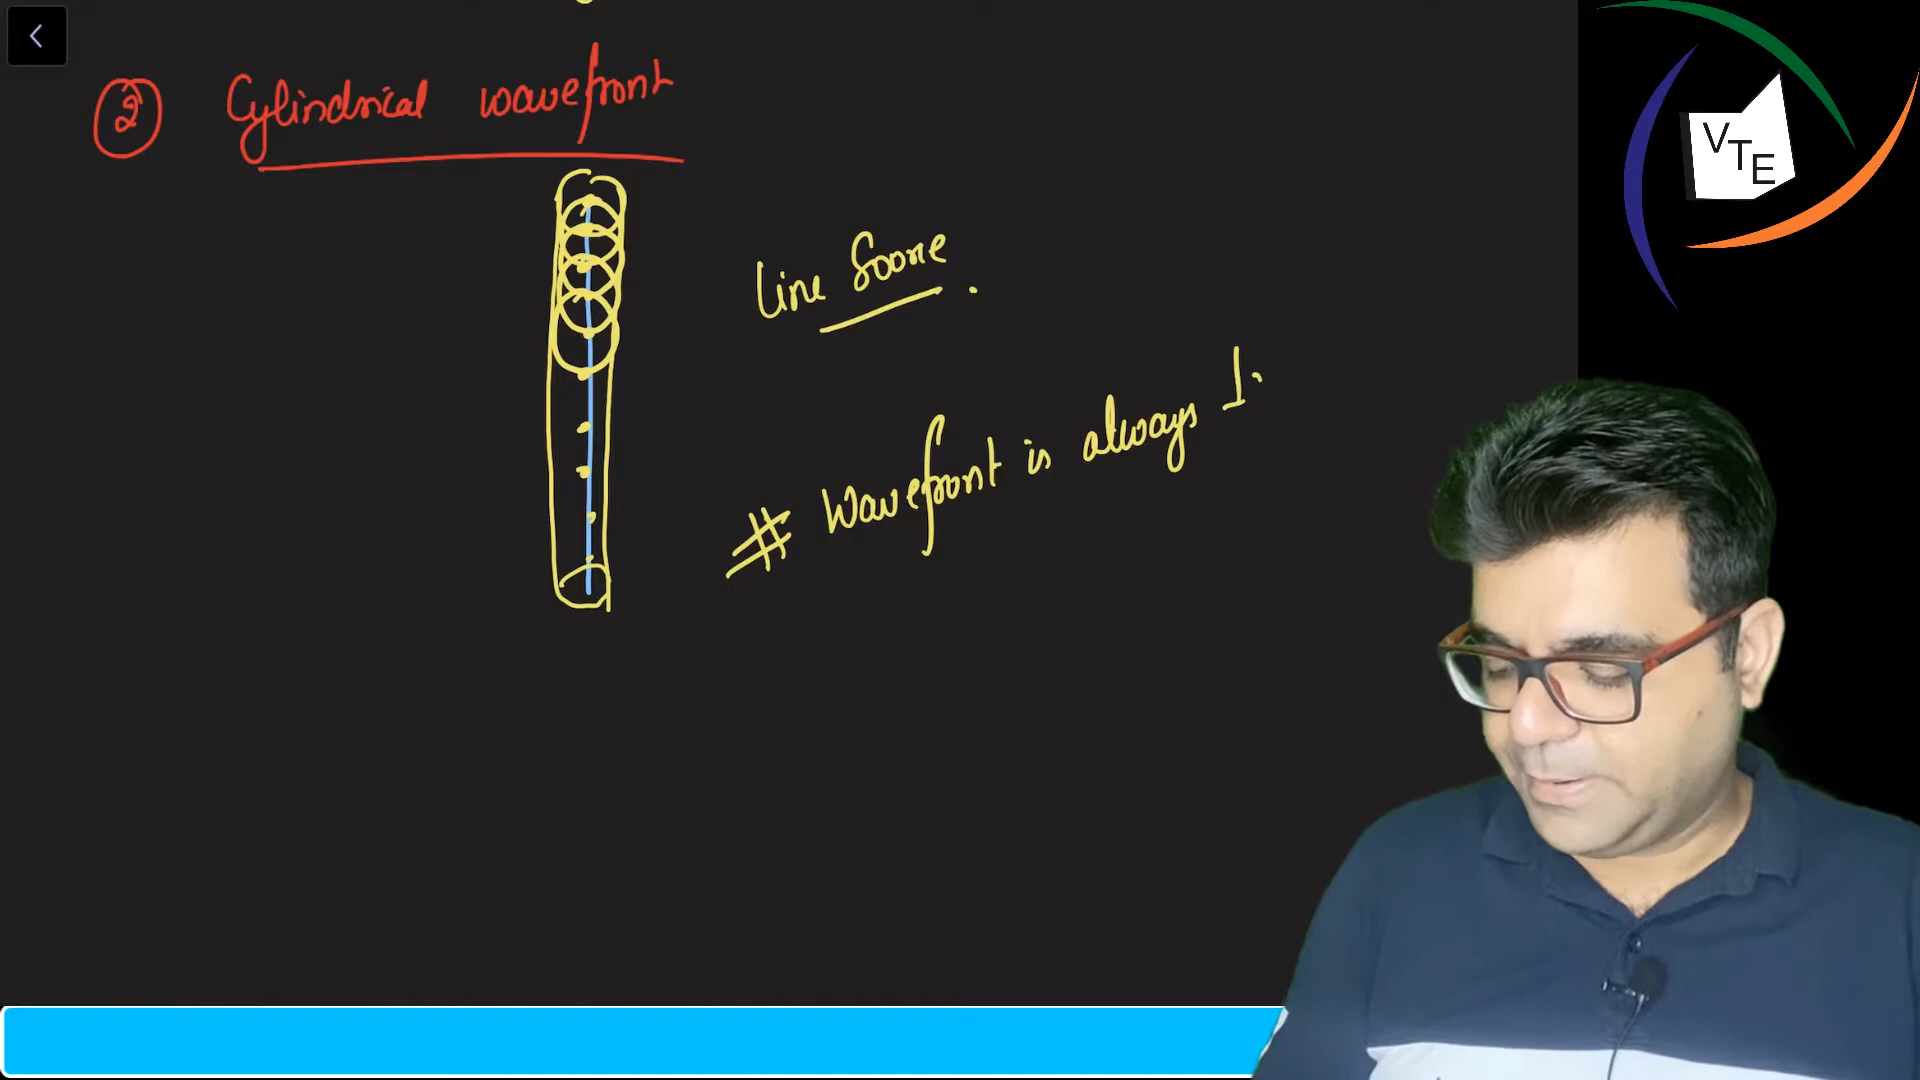 ② Cylindrical wavefront
Line Source.
# Wavefront is always ⊥r
VTE